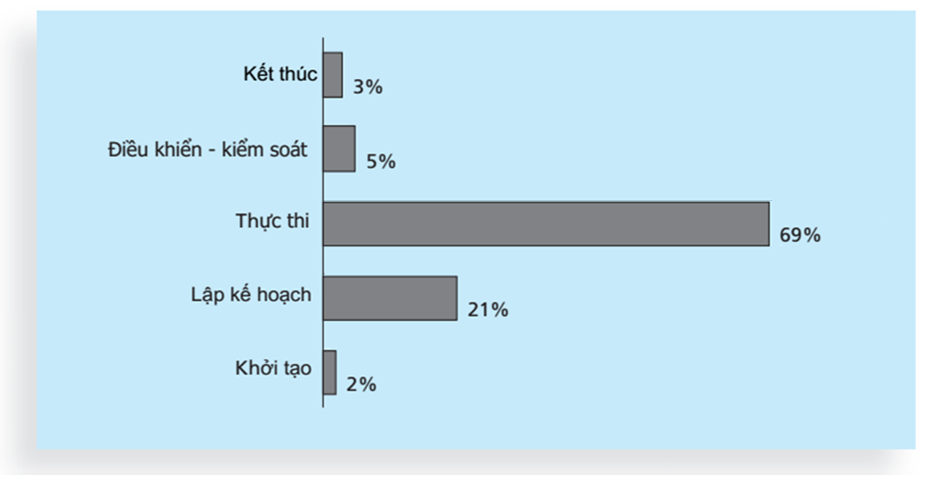 Kết thúc 3%
Điều khiển - kiểm soát 5%
Thực thi 69%
Lập kế hoạch 21%
Khởi tạo 2%